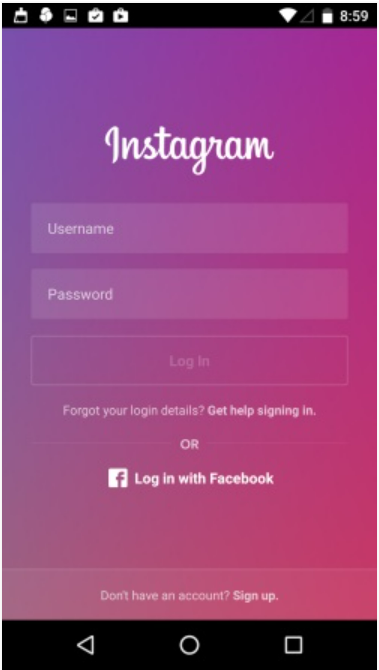 8:59
Instagram
Username
Password
Log In
Forgot your login details? Get help signing in.
OR
f Log in with Facebook
Don't have an account? Sign up.